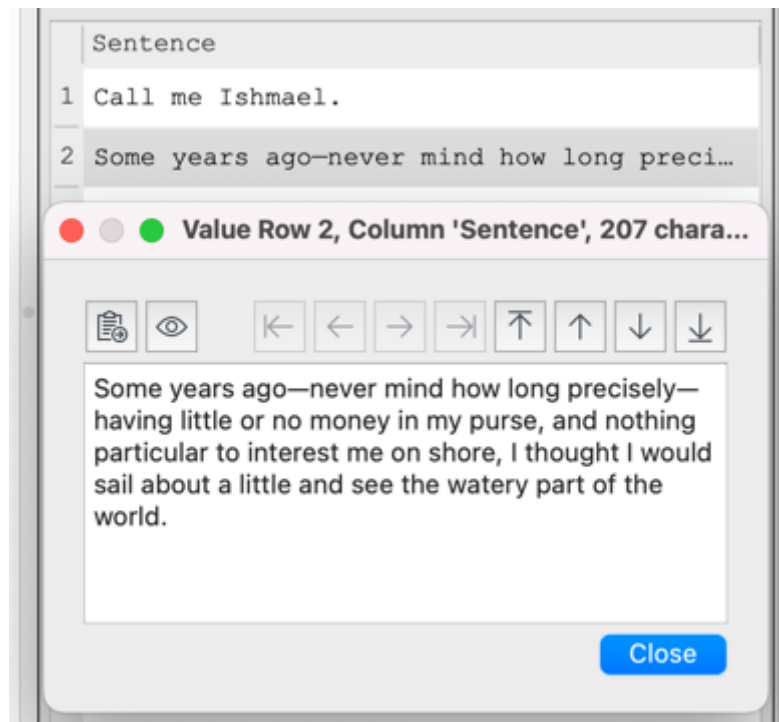 Sentence
1 Call me Ishmael.
2 Some years ago—never mind how long preci…
Value Row 2, Column 'Sentence', 207 chara...
Some years ago—never mind how long precisely—
having little or no money in my purse, and nothing
particular to interest me on shore, I thought I would
sail about a little and see the watery part of the
world.
Close